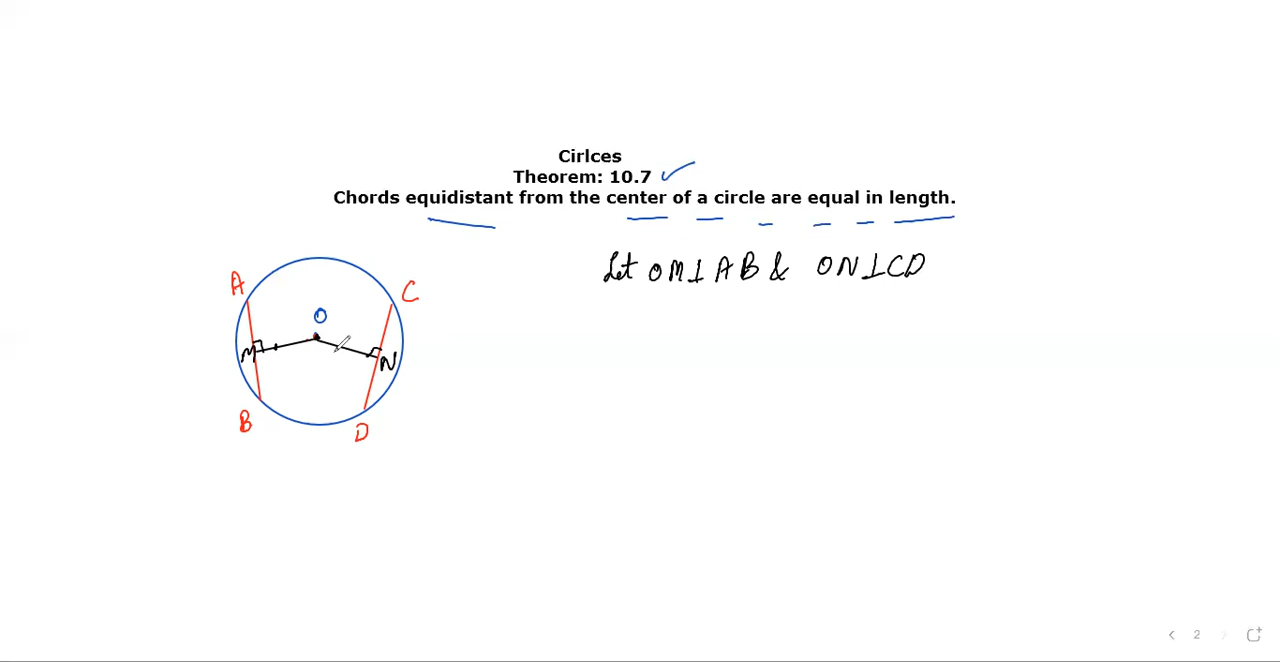 Cirlces
Theorem: 10.7
Chords equidistant from the center of a circle are equal in length.
Let OM⊥AB & ON⊥CD
A
C
O
M
N
B
D
2